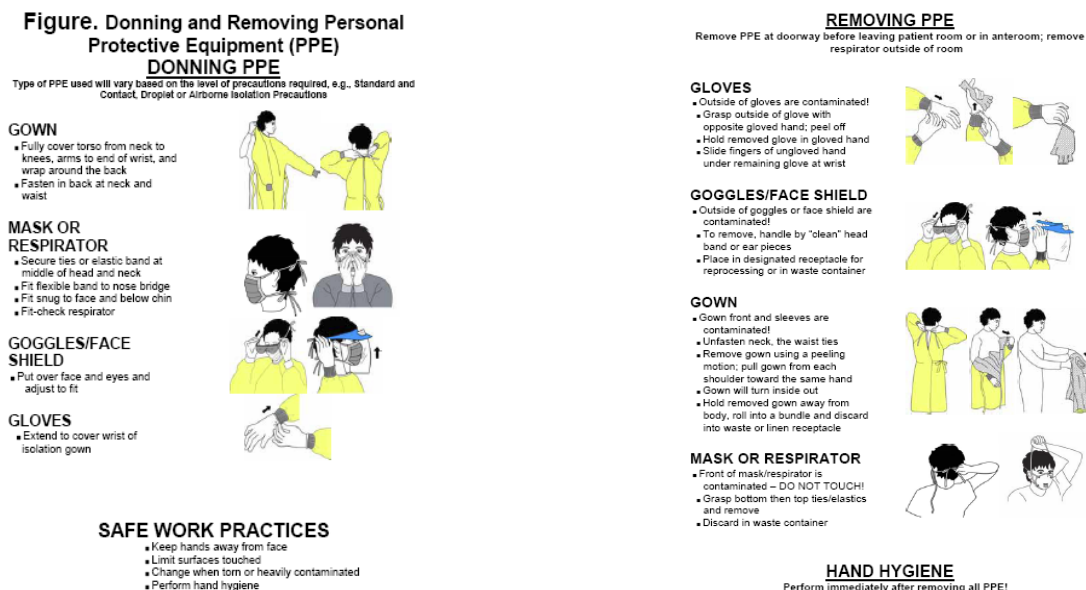 Figure. Donning and Removing Personal
Protective Equipment (PPE)
DONNING PPE
Type of PPE used will vary based on the level of precautions required, e.g., Standard and
Contact, Droplet or Airborne Isolation Precautions
GOWN
▪ Fully cover torso from neck to
knees, arms to end of wrist, and
wrap around the back
▪ Fasten in back at neck and
waist
MASK OR
RESPIRATOR
▪ Secure ties or elastic band at
middle of head and neck
▪ Fit flexible band to nose bridge
▪ Fit snug to face and below chin
▪ Fit-check respirator
GOGGLES/FACE
SHIELD
▪ Put over face and eyes and
adjust to fit
GLOVES
▪ Extend to cover wrist of
isolation gown
SAFE WORK PRACTICES
▪ Keep hands away from face
▪ Limit surfaces touched
▪ Change when torn or heavily contaminated
▪ Perform hand hygiene
REMOVING PPE
Remove PPE at doorway before leaving patient room or in anteroom; remove
respirator outside of room
GLOVES
▪ Outside of gloves are contaminated!
▪ Grasp outside of glove with
opposite gloved hand; peel off
▪ Hold removed glove in gloved hand
▪ Slide fingers of ungloved hand
under remaining glove at wrist
GOGGLES/FACE SHIELD
▪ Outside of goggles or face shield are
contaminated!
▪ To remove, handle by "clean" head
band or ear pieces
▪ Place in designated receptacle for
reprocessing or in waste container
GOWN
▪ Gown front and sleeves are
contaminated!
▪ Unfasten neck, the waist ties
▪ Remove gown using a peeling
motion; pull gown from each
shoulder toward the same hand
▪ Gown will turn inside out
▪ Hold removed gown away from
body, roll into a bundle and discard
into waste or linen receptacle
MASK OR RESPIRATOR
▪ Front of mask/respirator is
contaminated – DO NOT TOUCH!
▪ Grasp bottom then top ties/elastics
and remove
▪ Discard in waste container
HAND HYGIENE
Perform immediately after removing all PPE!